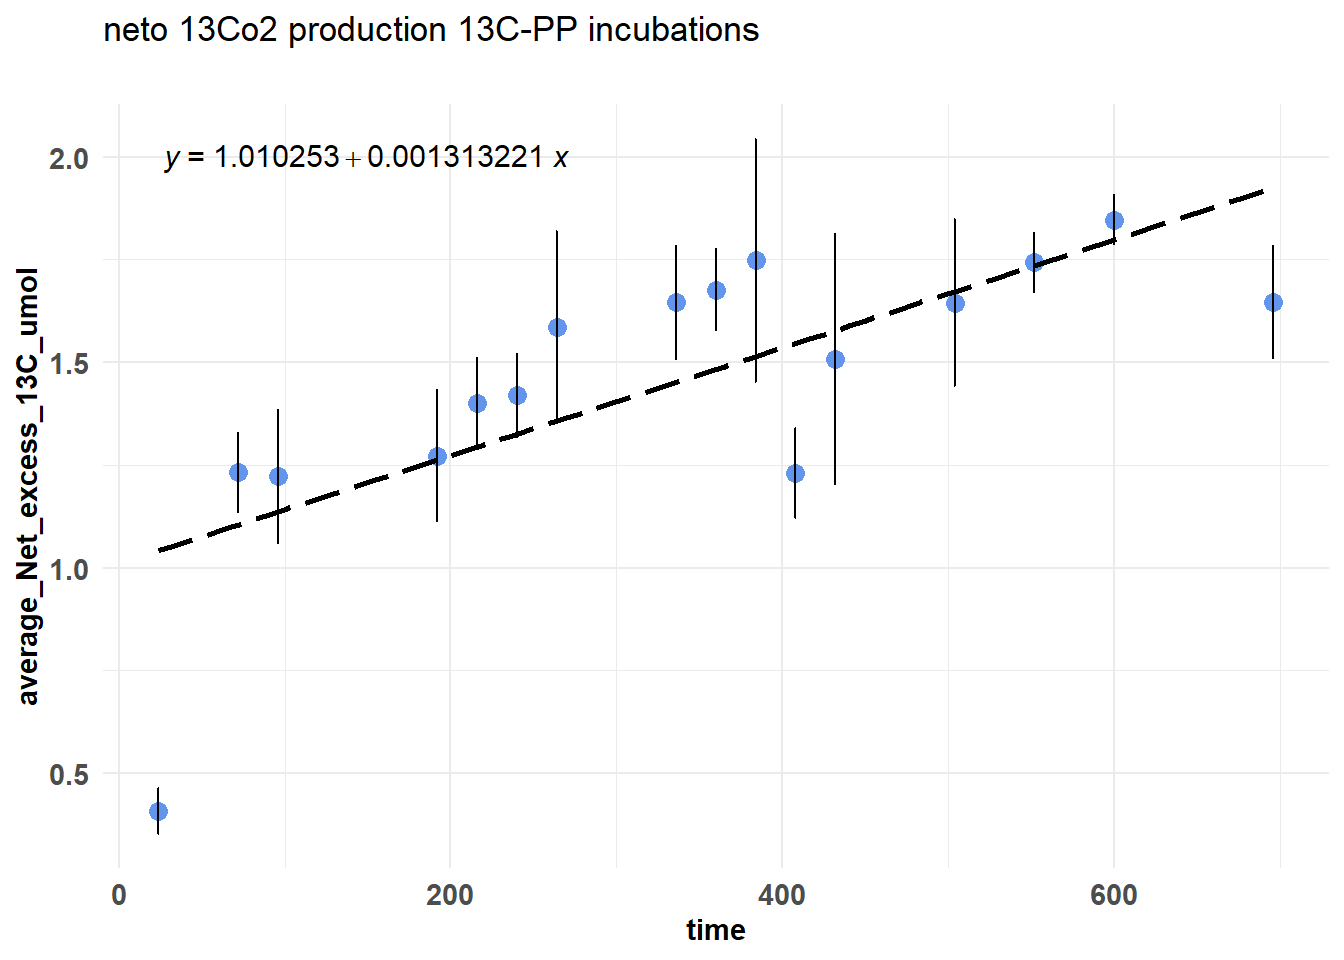 neto 13Co2 production 13C-PP incubations
y = 1.010253 + 0.001313221 x
2.0
1.5
1.0
0.5
average_Net_excess_13C_umol
0 200 400 600
time